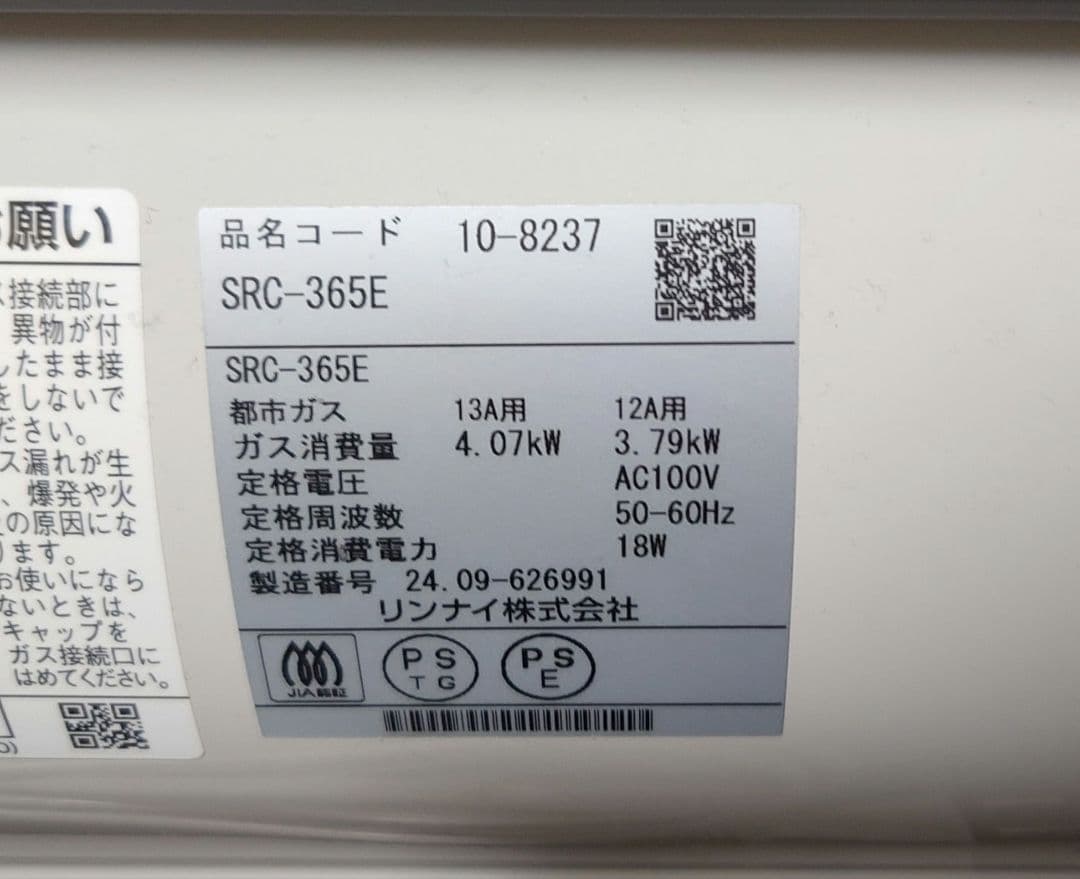 願い
接続部に
異物が付
したまま接
をしないで
ださい。
ス漏れが生
、爆発や火
の原因にな
ります。
お使いになら
ないときは、
キャップを
ガス接続口に
はめてください。
品名コード 10-8237
SRC-365E
SRC-365E
都市ガス 13A用 12A用
ガス消費量 4.07kW 3.79kW
定格電圧 AC100V
定格周波数 50-60Hz
定格消費電力 18W
製造番号 24.09-626991
リンナイ株式会社
JIA認証
PS
TG
PS
E